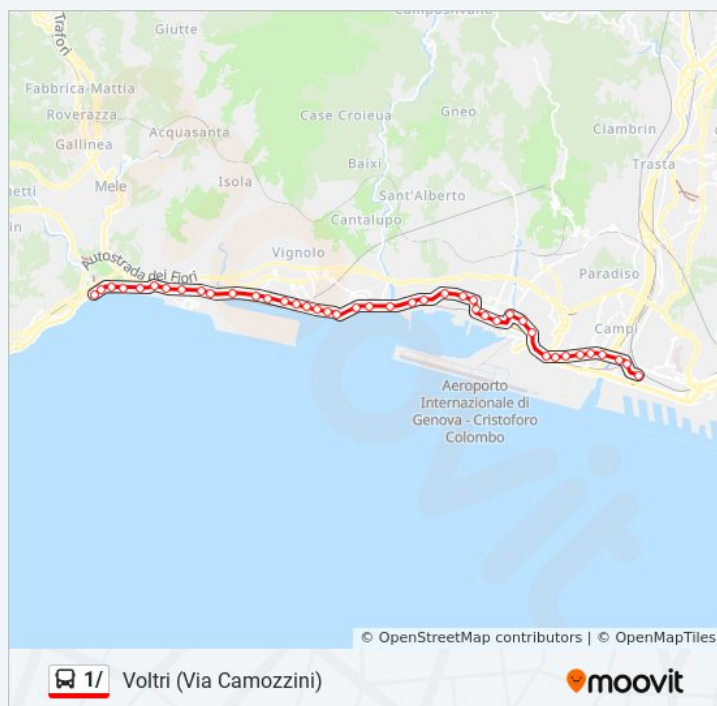 Trafori
Giutte
Campsilvano
Fabbrica Mattia
Roverazza
Gallinea
Acquasanta
Case Croieua
Gneo
Ciambrin
Trasta
Mele
Isola
Baixi
Sant'Alberto
Cantalupo
Vignolo
Autostrada dei Fiori
Paradiso
Campi
Aeroporto
Internazionale di
Genova - Cristoforo
Colombo
© OpenStreetMap contributors | © OpenMapTiles
1/ Voltri (Via Camozzini)
moovit